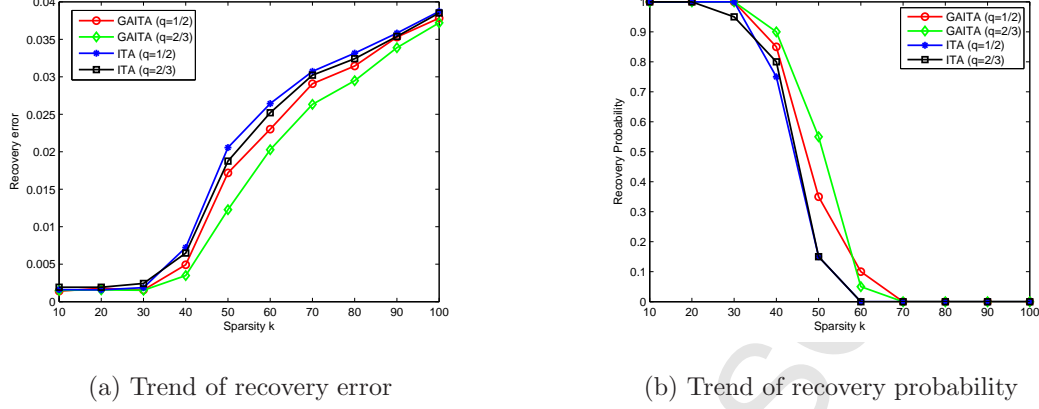 0.04
0.035
0.03
0.025
0.02
0.015
0.01
0.005
0
Recovery error
GAITA (q=1/2)
GAITA (q=2/3)
ITA (q=1/2)
ITA (q=2/3)
10 20 30 40 50 60 70 80 90 100
Sparsity k
(a) Trend of recovery error
0.9
0.8
0.7
0.6
0.5
0.4
0.3
0.2
0.1
0
Recovery Probability
GAITA (q=1/2)
GAITA (q=2/3)
ITA (q=1/2)
ITA (q=2/3)
10 20 30 40 50 60 70 80 90 100
Sparsity k
(b) Trend of recovery probability